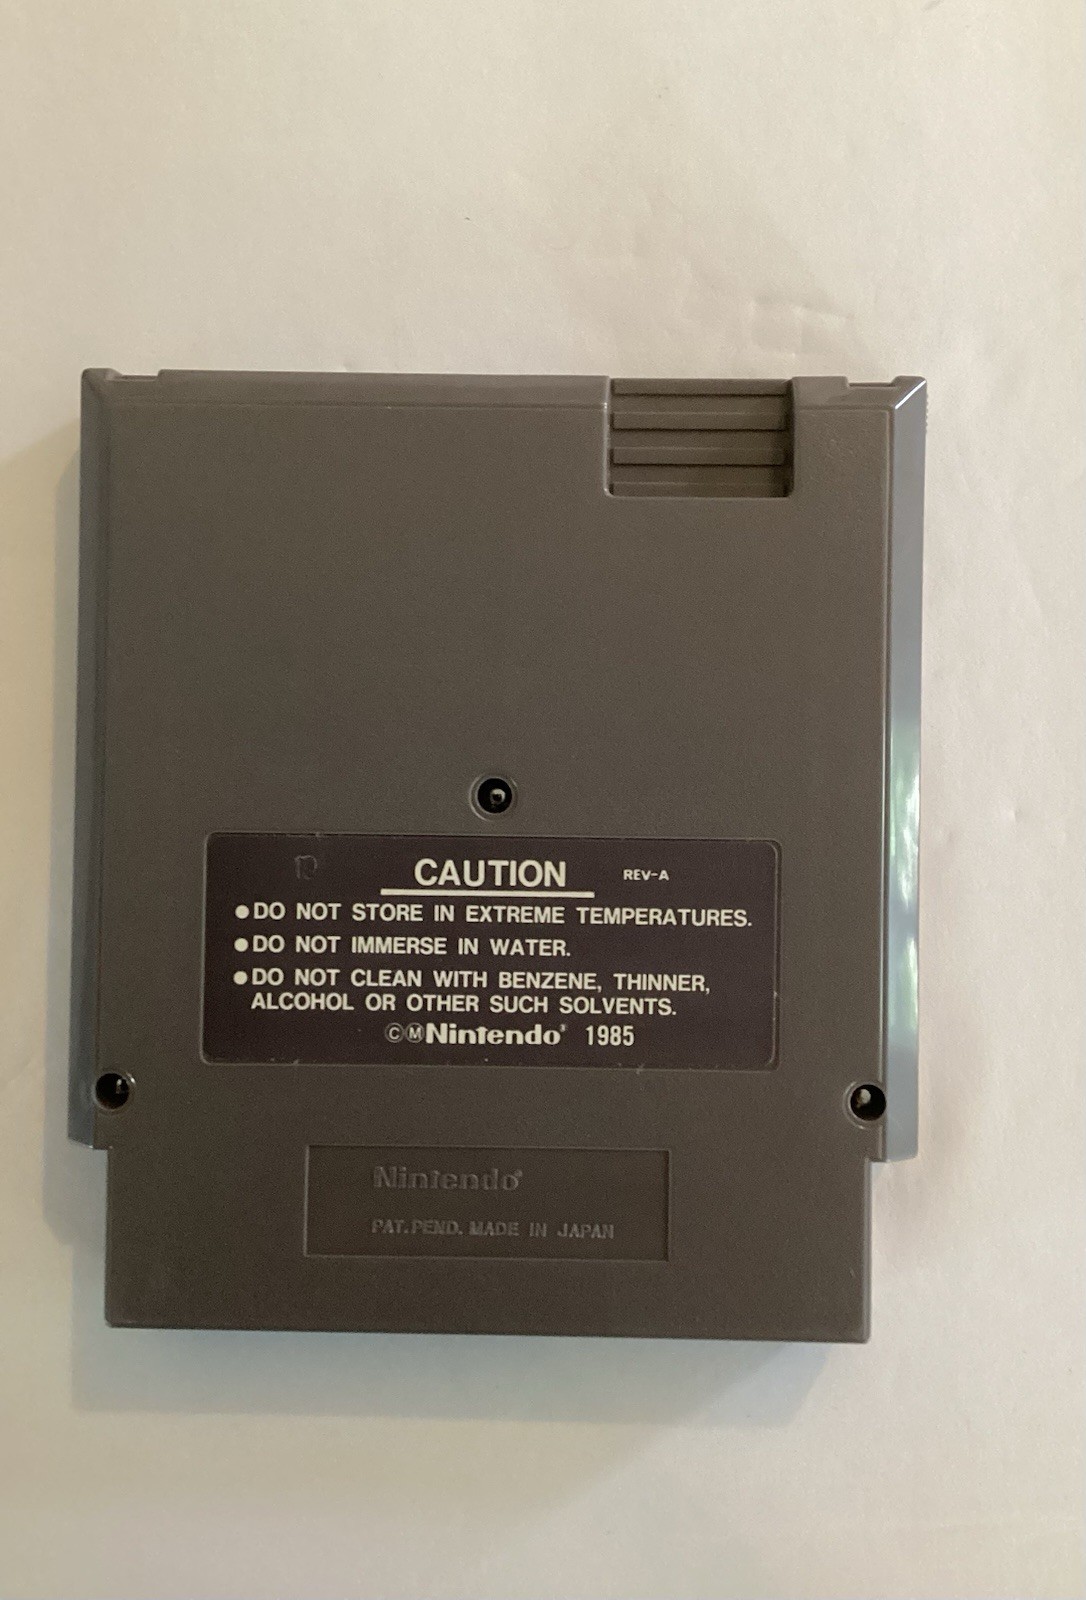 CAUTION REV-A
●DO NOT STORE IN EXTREME TEMPERATURES.
●DO NOT IMMERSE IN WATER.
●DO NOT CLEAN WITH BENZENE, THINNER,
ALCOHOL OR OTHER SUCH SOLVENTS.
ⒸⓂNintendo® 1985
Nintendo®
PAT.PEND. MADE IN JAPAN